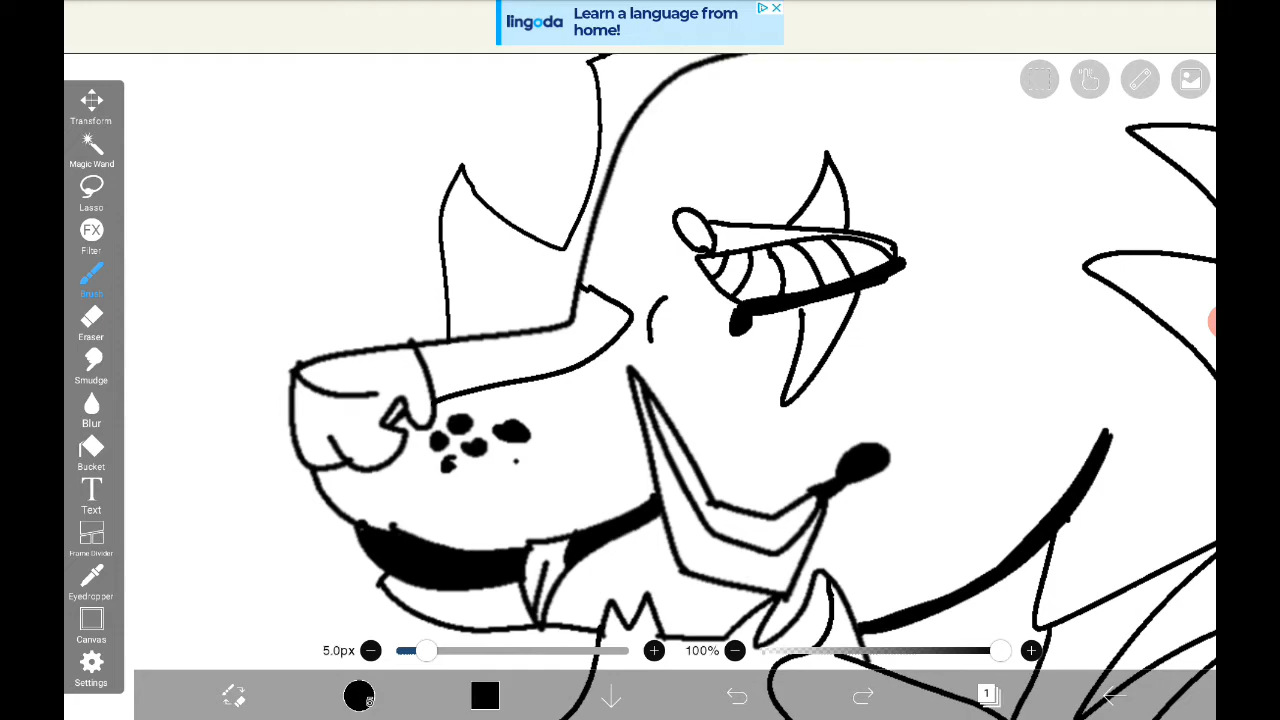 lingoda
Learn a language from
home!
Transform
Magic Wand
Lasso
FX
Filter
Brush
Eraser
Smudge
Blur
Bucket
T
Text
Frame Divider
Eyedropper
Canvas
Settings
5.0px
100%
1